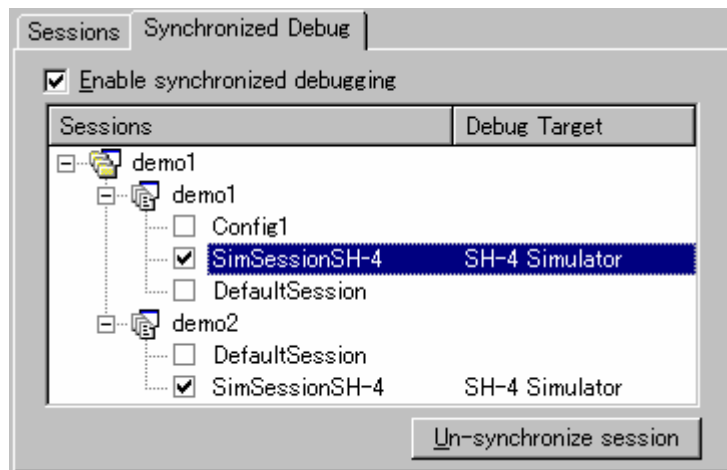 Sessions Synchronized Debug
Enable synchronized debugging
Sessions Debug Target
demo1
demo1
Config1
SimSessionSH-4 SH-4 Simulator
DefaultSession
demo2
DefaultSession
SimSessionSH-4 SH-4 Simulator
Un-synchronize session